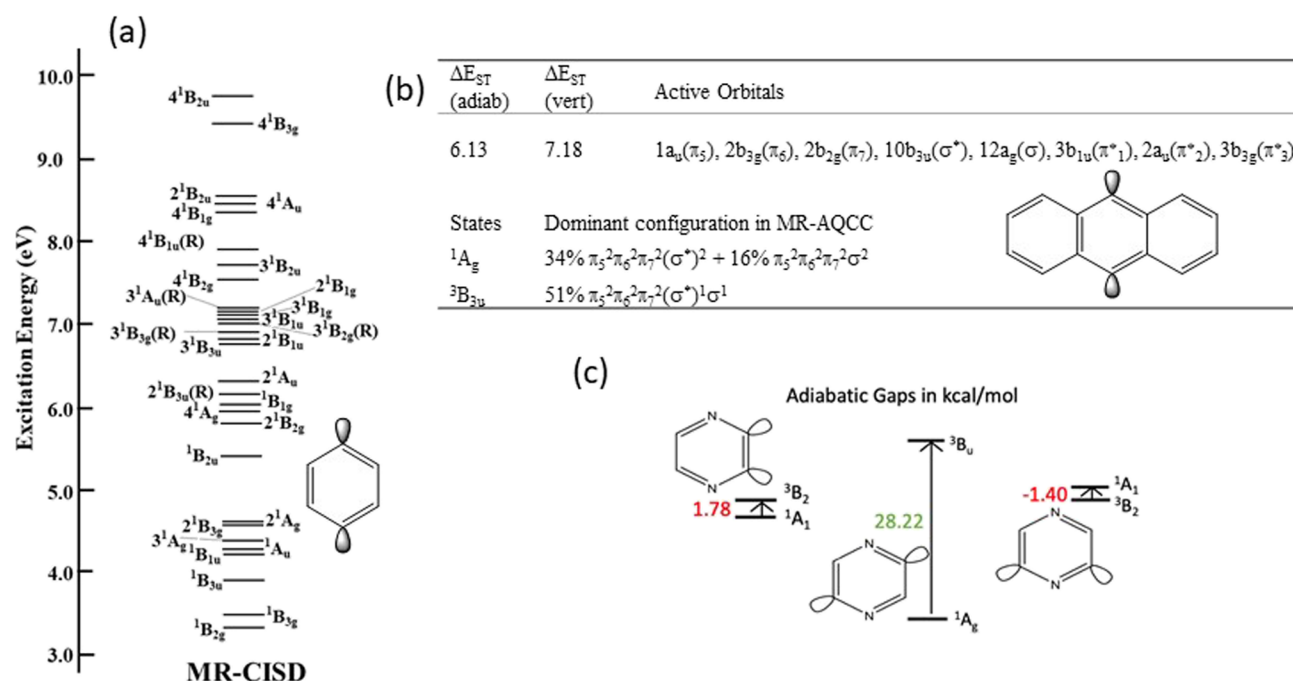 (a)
Excitation Energy (eV)
10.0
9.0
8.0
7.0
6.0
5.0
4.0
3.0
4¹B₂ᵤ
4¹B₃g
2¹B₂ᵤ
4¹Aᵤ
4¹B₁g
4¹B₁ᵤ(R)
3¹B₂ᵤ
4¹B₂g
2¹B₁g
3¹Aᵤ(R)
3¹B₁g
3¹B₁ᵤ
3¹B₃g(R)
3¹B₂g(R)
3¹B₃ᵤ
2¹B₁ᵤ
2¹Aᵤ
2¹B₃ᵤ(R)
¹B₁g
4¹Ag
2¹B₂g
¹B₂ᵤ
2¹B₃g
2¹Ag
3¹Ag
¹Aᵤ
¹B₁ᵤ
¹B₃ᵤ
¹B₃g
¹B₂g
MR-CISD
(b)
ΔE_ST (adiab) ΔE_ST (vert) Active Orbitals
6.13 7.18 1aᵤ(π₅), 2b₃g(π₆), 2b₂g(π₇), 10b₃ᵤ(σ*), 12ag(σ), 3b₁ᵤ(π*₁), 2aᵤ(π*₂), 3b₃g(π*₃)
States Dominant configuration in MR-AQCC
¹Ag 34% π₅²π₆²π₇²(σ*)² + 16% π₅²π₆²π₇²σ²
³B₃ᵤ 51% π₅²π₆²π₇²(σ*)¹σ¹
(c)
Adiabatic Gaps in kcal/mol
N
N
1.78
³B₂
¹A₁
28.22
N
N
³Bᵤ
¹Ag
-1.40
¹A₁
³B₂
N
N